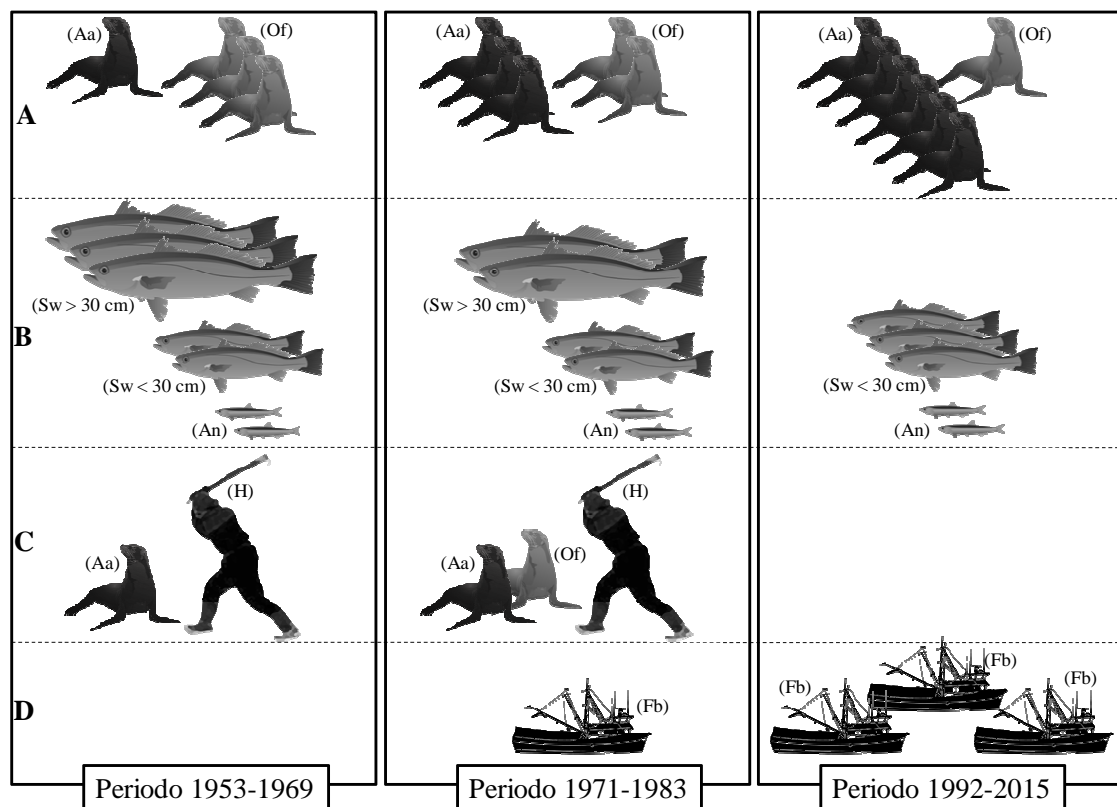 (Aa) (Of) (Aa) (Of) (Aa) (Of)
A
(Sw > 30 cm) (Sw > 30 cm)
B
(Sw < 30 cm) (Sw < 30 cm) (Sw < 30 cm)
(An) (An) (An)
(H) (H)
C
(Aa) (Aa) (Of)
(Fb) (Fb) (Fb) (Fb)
D
Periodo 1953-1969 Periodo 1971-1983 Periodo 1992-2015